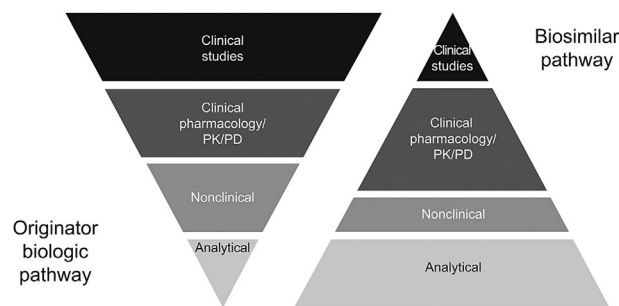 Clinical
studies
Clinical
pharmacology/
PK/PD
Nonclinical
Analytical
Originator
biologic
pathway
Clinical
studies
Clinical
pharmacology/
PK/PD
Nonclinical
Analytical
Biosimilar
pathway